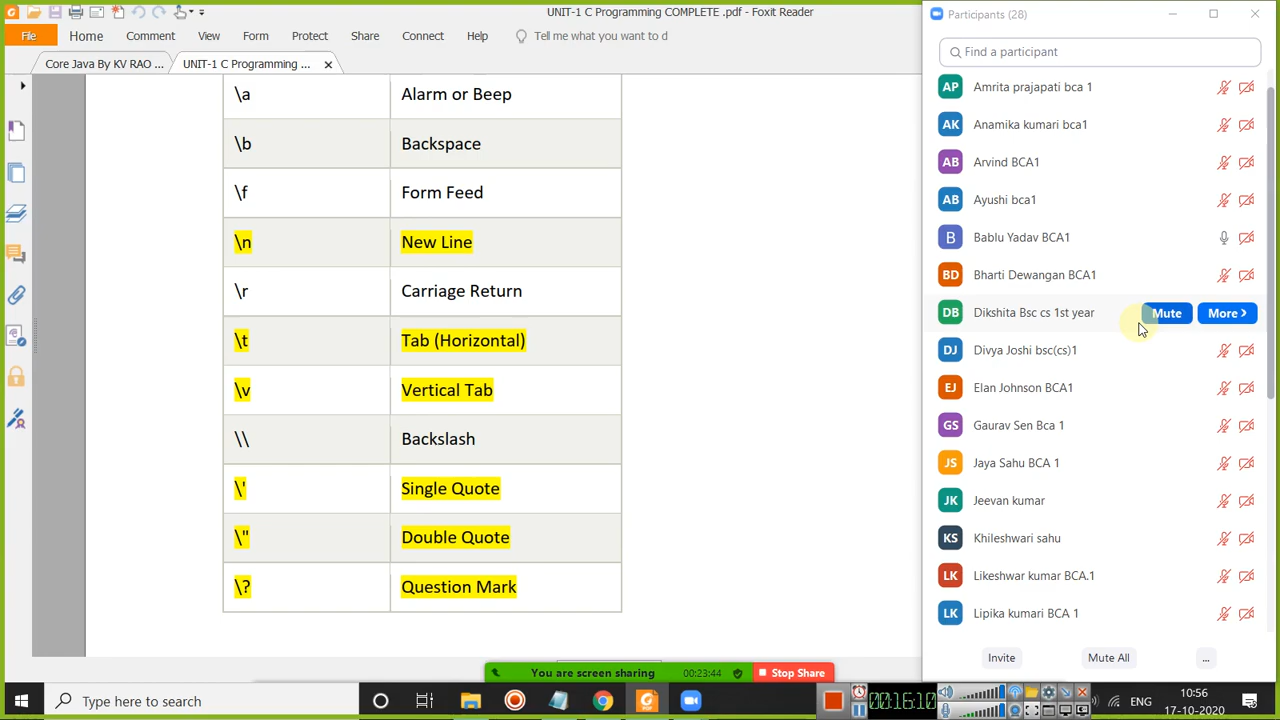 UNIT-1 C Programming COMPLETE .pdf - Foxit Reader
File Home Comment View Form Protect Share Connect Help Tell me what you want to d
Core Java By KV RAO ... UNIT-1 C Programming ... ×
\a Alarm or Beep
\b Backspace
\f Form Feed
\n New Line
\r Carriage Return
\t Tab (Horizontal)
\v Vertical Tab
\\ Backslash
\' Single Quote
\" Double Quote
\? Question Mark
Participants (28)
Find a participant
AP Amrita prajapati bca 1
AK Anamika kumari bca1
AB Arvind BCA1
AB Ayushi bca1
B Bablu Yadav BCA1
BD Bharti Dewangan BCA1
DB Dikshita Bsc cs 1st year Mute More >
DJ Divya Joshi bsc(cs)1
EJ Elan Johnson BCA1
GS Gaurav Sen Bca 1
JS Jaya Sahu BCA 1
JK Jeevan kumar
KS Khileshwari sahu
LK Likeshwar kumar BCA.1
LK Lipika kumari BCA 1
Invite Mute All ...
You are screen sharing 00:23:44 Stop Share
Type here to search
00:16:10
ENG
10:56
17-10-2020